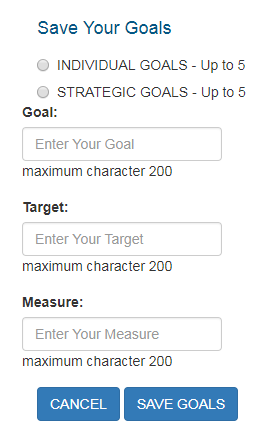 Save Your Goals
INDIVIDUAL GOALS - Up to 5
STRATEGIC GOALS - Up to 5
Goal:
Enter Your Goal
maximum character 200
Target:
Enter Your Target
maximum character 200
Measure:
Enter Your Measure
maximum character 200
CANCEL SAVE GOALS